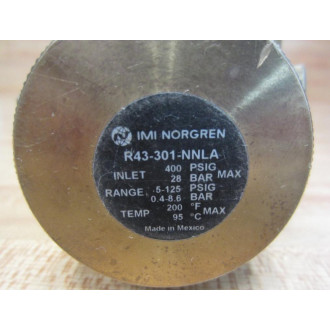 IMI NORGREN
R43-301-NNLA
INLET 400 PSIG MAX
28 BAR
RANGE 5-125 PSIG
0.4-8.6 BAR
TEMP 200 °F MAX
95 °C
Made in Mexico